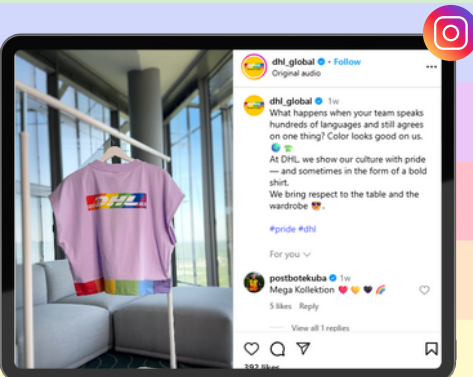 dhl_global • Follow
Original audio
dhl_global 1w
What happens when your team speaks
hundreds of languages and still agrees
on one thing? Color looks good on us.
At DHL, we show our culture with pride
— and sometimes in the form of a bold
shirt.
We bring respect to the table and the
wardrobe 😎.
#pride #dhl
For you
postbotekuba 1w
Mega Kollektion 💖🧡🖤🌈
5 likes Reply
View all 1 replies
392 likes
DHL